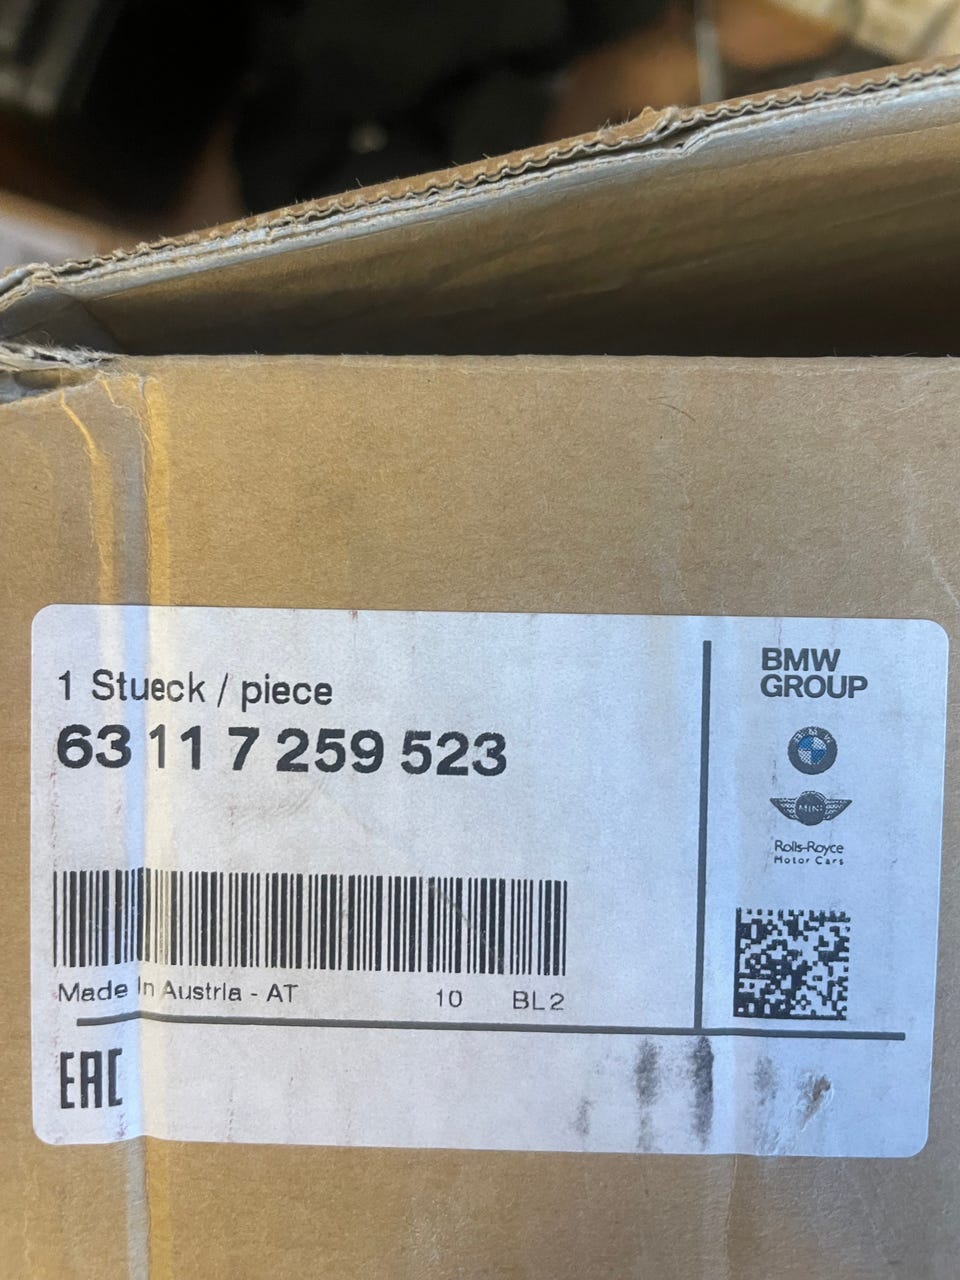 1 Stueck / piece
63 11 7 259 523
Made In Austria - AT 10 BL2
EAC
BMW
GROUP
MINI
Rolls-Royce
Motor Cars